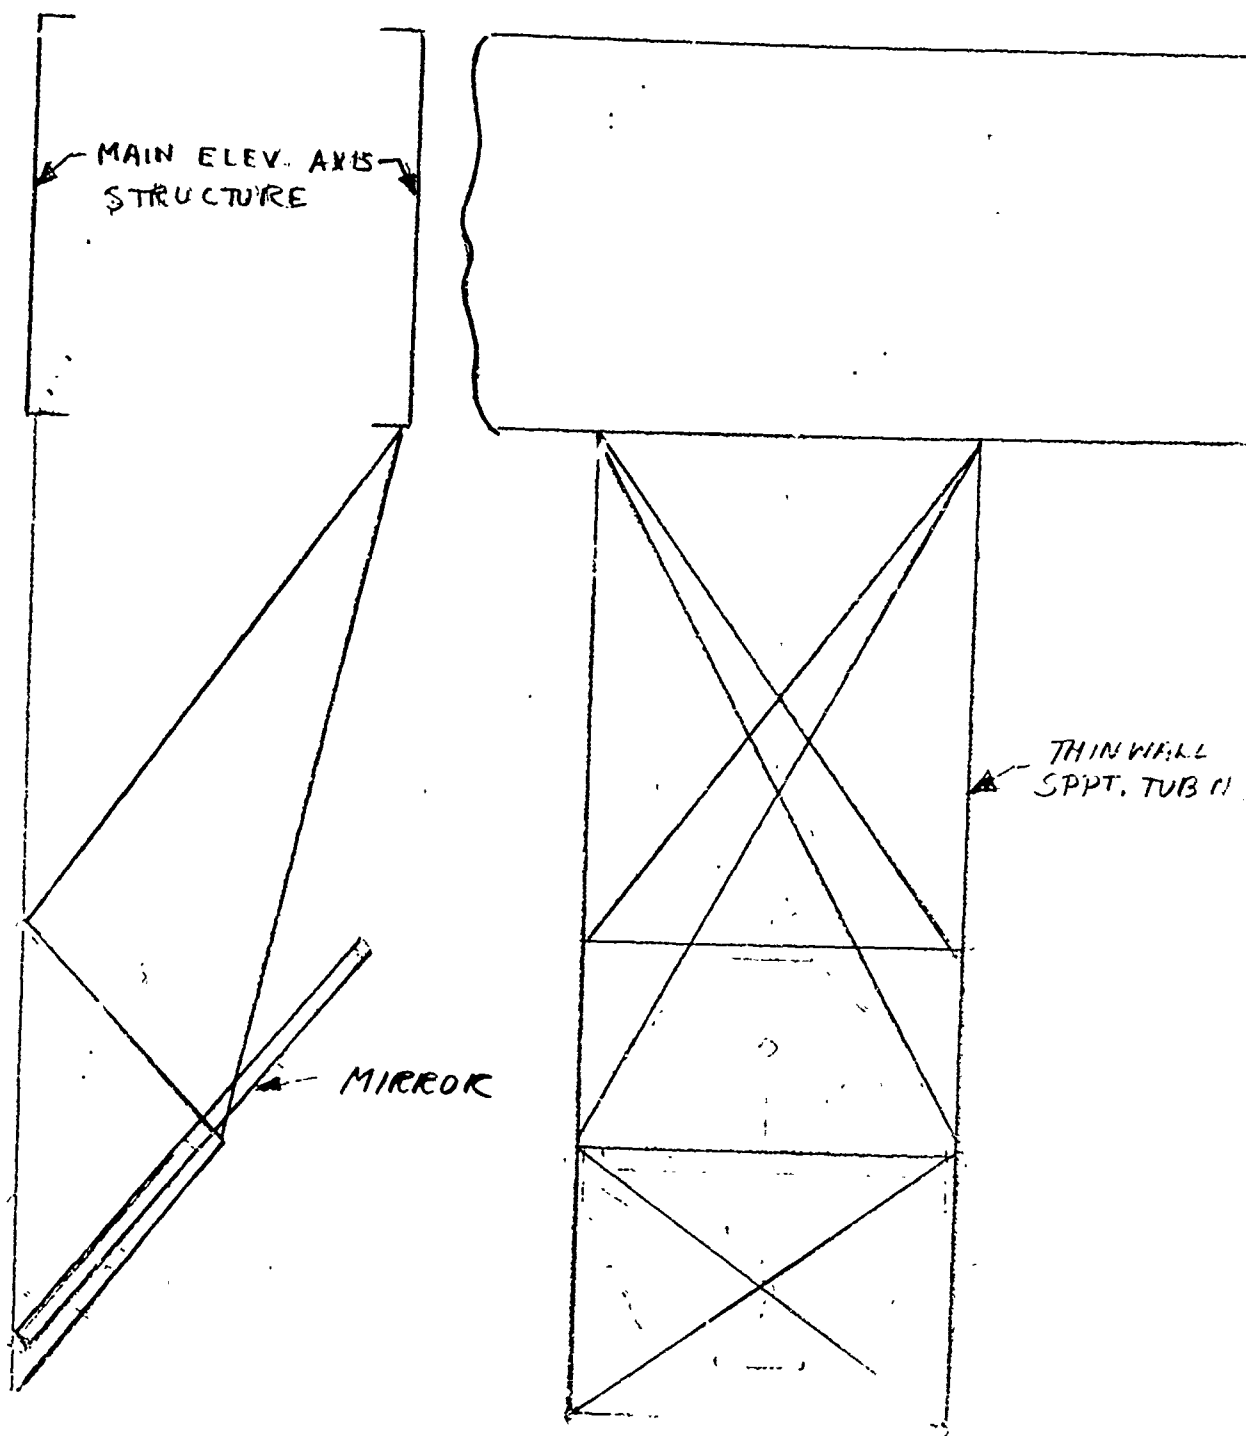 MAIN ELEV. AXIS
STRUCTURE
THINWALL
SPPT. TUB'N
MIRROR